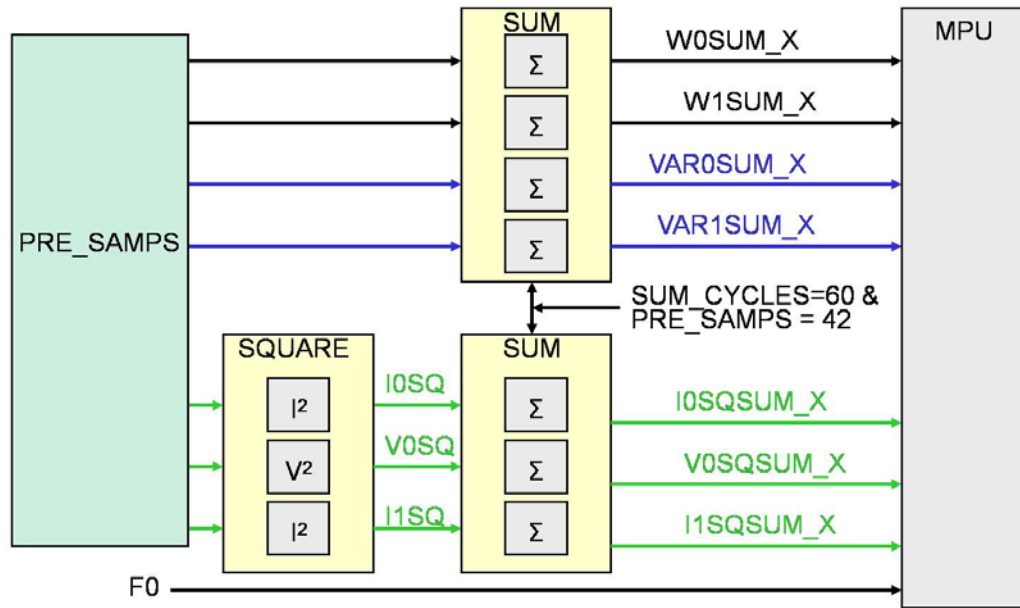 SUM
MPU
Σ
W0SUM_X
Σ
W1SUM_X
Σ
VAR0SUM_X
PRE_SAMPS
Σ
VAR1SUM_X
SUM_CYCLES=60 &
PRE_SAMPS = 42
SQUARE
SUM
I²
I0SQ
Σ
I0SQSUM_X
V²
V0SQ
Σ
V0SQSUM_X
I²
I1SQ
Σ
I1SQSUM_X
F0